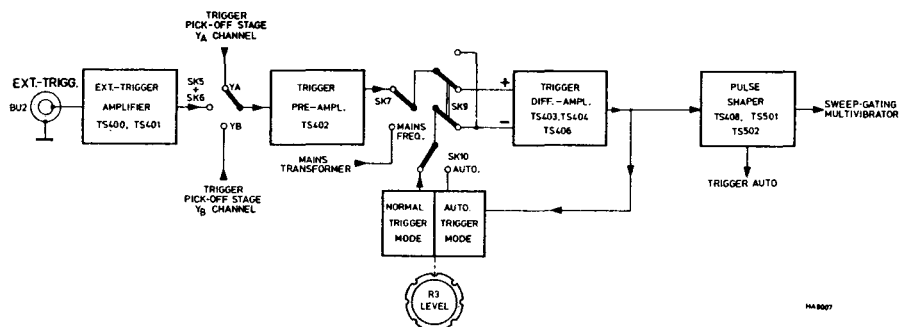 TRIGGER
PICK-OFF STAGE
YA CHANNEL
EXT.-TRIGG.
BU2
EXT.-TRIGGER
AMPLIFIER
TS400, TS401
SK5
+
SK6
YA
YB
TRIGGER
PICK-OFF STAGE
YB CHANNEL
TRIGGER
PRE-AMPL.
TS402
SK7
MAINS
FREQ.
MAINS
TRANSFORMER
SK9
SK10
AUTO.
NORMAL
TRIGGER
MODE
AUTO.
TRIGGER
MODE
R3
LEVEL
+
−
TRIGGER
DIFF.-AMPL.
TS403, TS404
TS406
PULSE
SHAPER
TS408, TS501
TS502
SWEEP-GATING
MULTIVIBRATOR
TRIGGER AUTO
MA9007